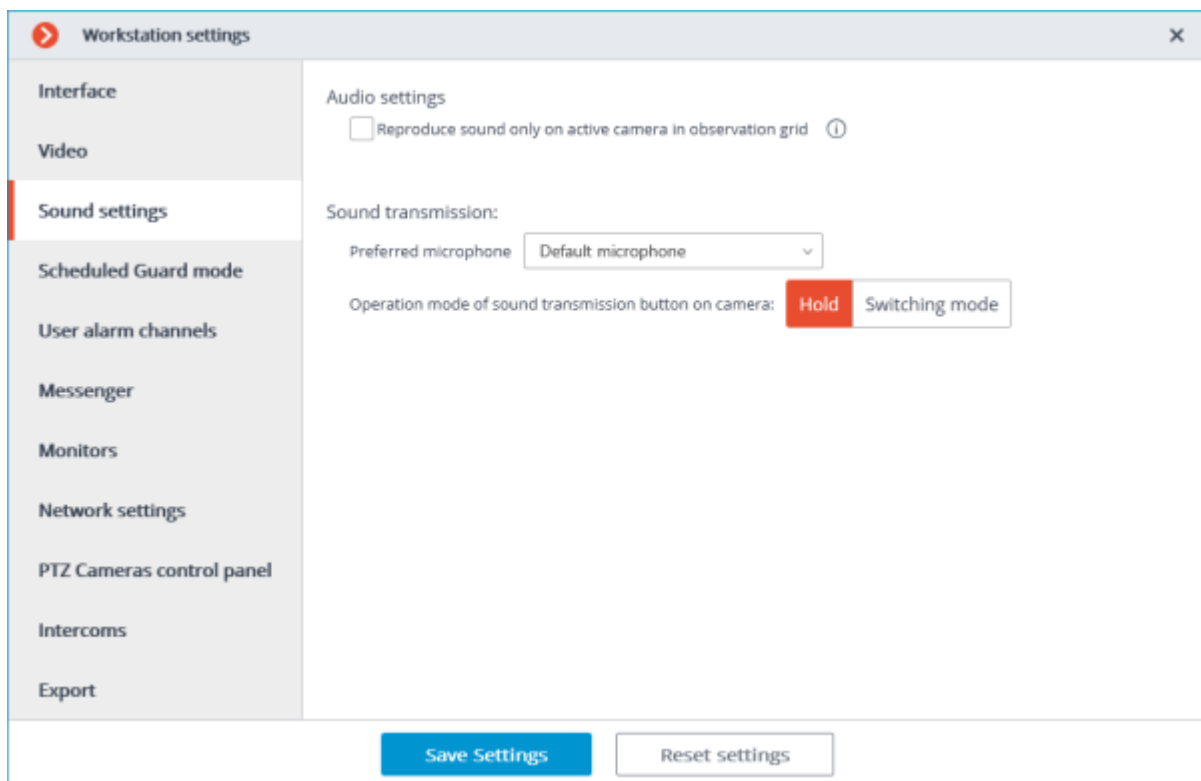 Workstation settings
Interface
Video
Sound settings
Scheduled Guard mode
User alarm channels
Messenger
Monitors
Network settings
PTZ Cameras control panel
Intercoms
Export
Audio settings
Reproduce sound only on active camera in observation grid
Sound transmission:
Preferred microphone Default microphone
Operation mode of sound transmission button on camera: Hold Switching mode
Save Settings Reset settings